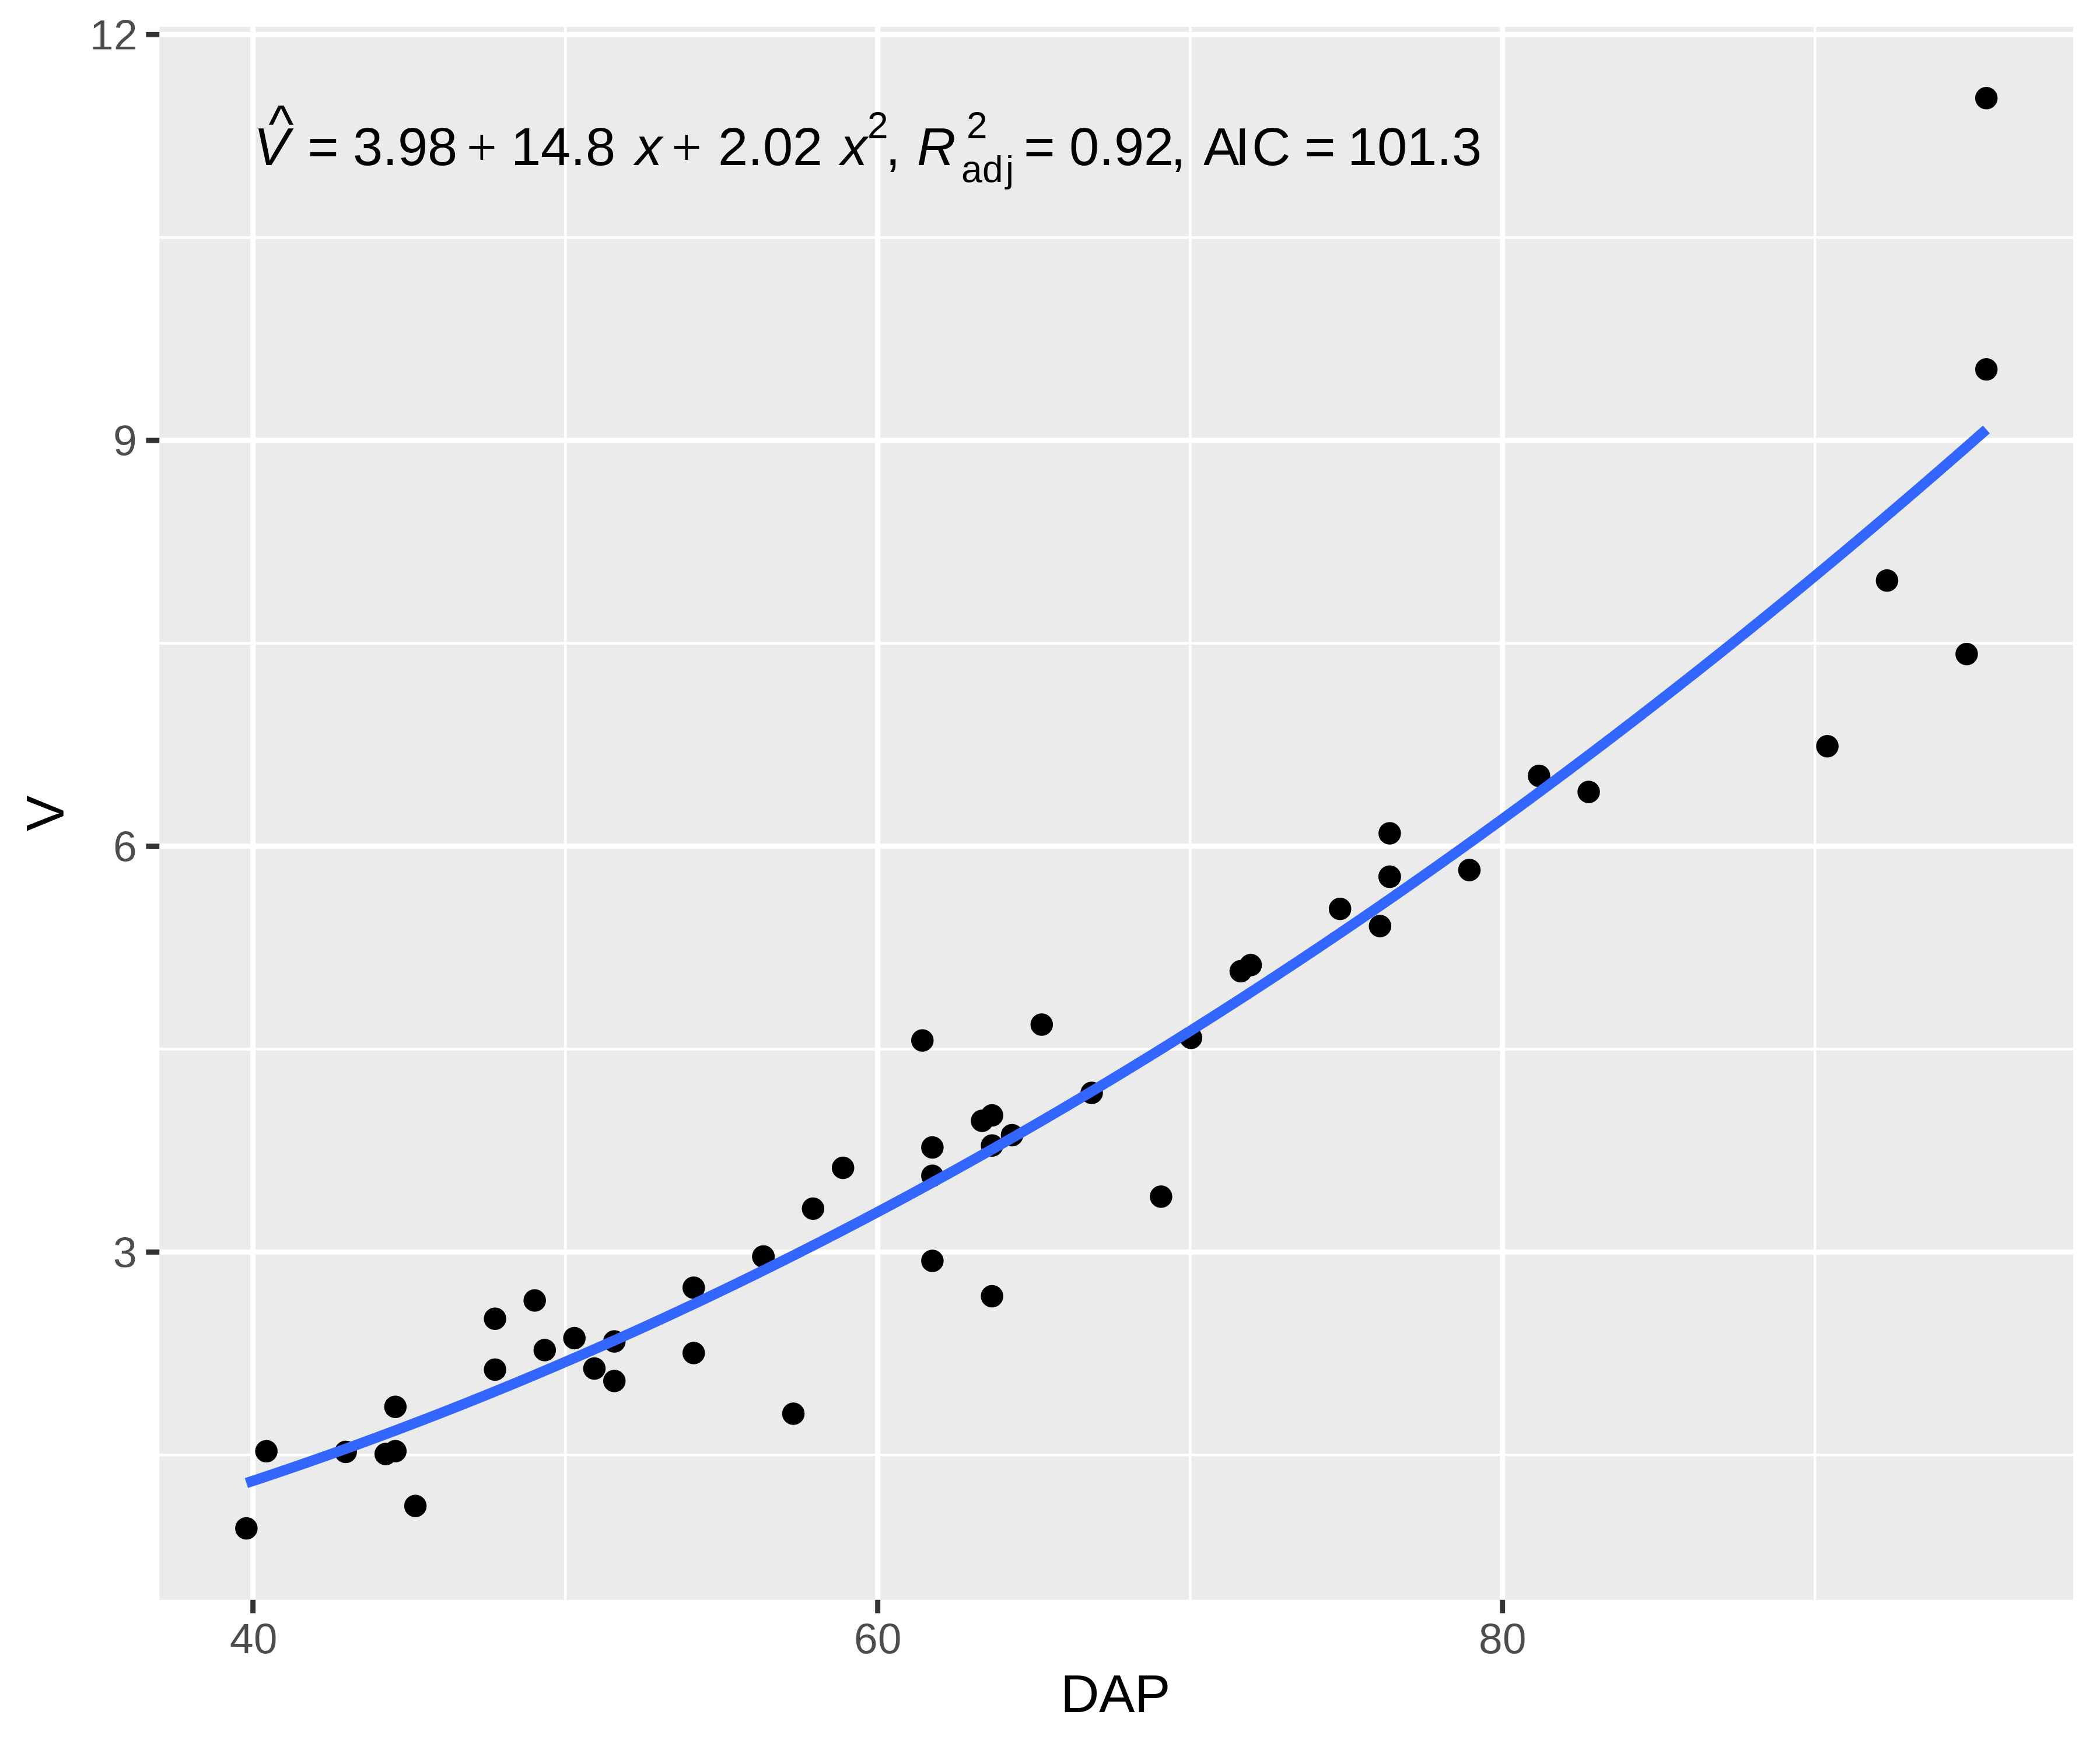 12
V̂ = 3.98 + 14.8 x + 2.02 x², R²adj = 0.92, AIC = 101.3
9
6
3
V
40 60 80
DAP